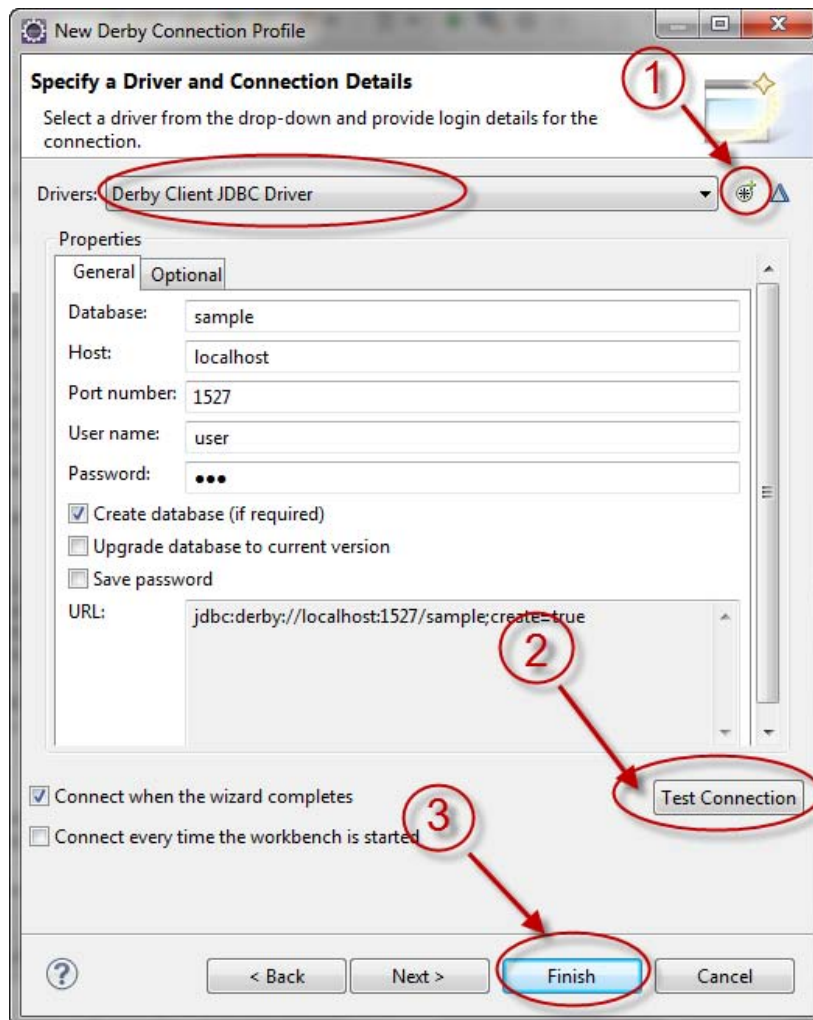 New Derby Connection Profile
Specify a Driver and Connection Details
1
Select a driver from the drop-down and provide login details for the
connection.
Drivers: Derby Client JDBC Driver
Properties
General Optional
Database: sample
Host: localhost
Port number: 1527
User name: user
Password: ●●●
Create database (if required)
Upgrade database to current version
Save password
URL: jdbc:derby://localhost:1527/sample;create=true
2
Connect when the wizard completes
Test Connection
3
Connect every time the workbench is started
?
< Back Next > Finish Cancel